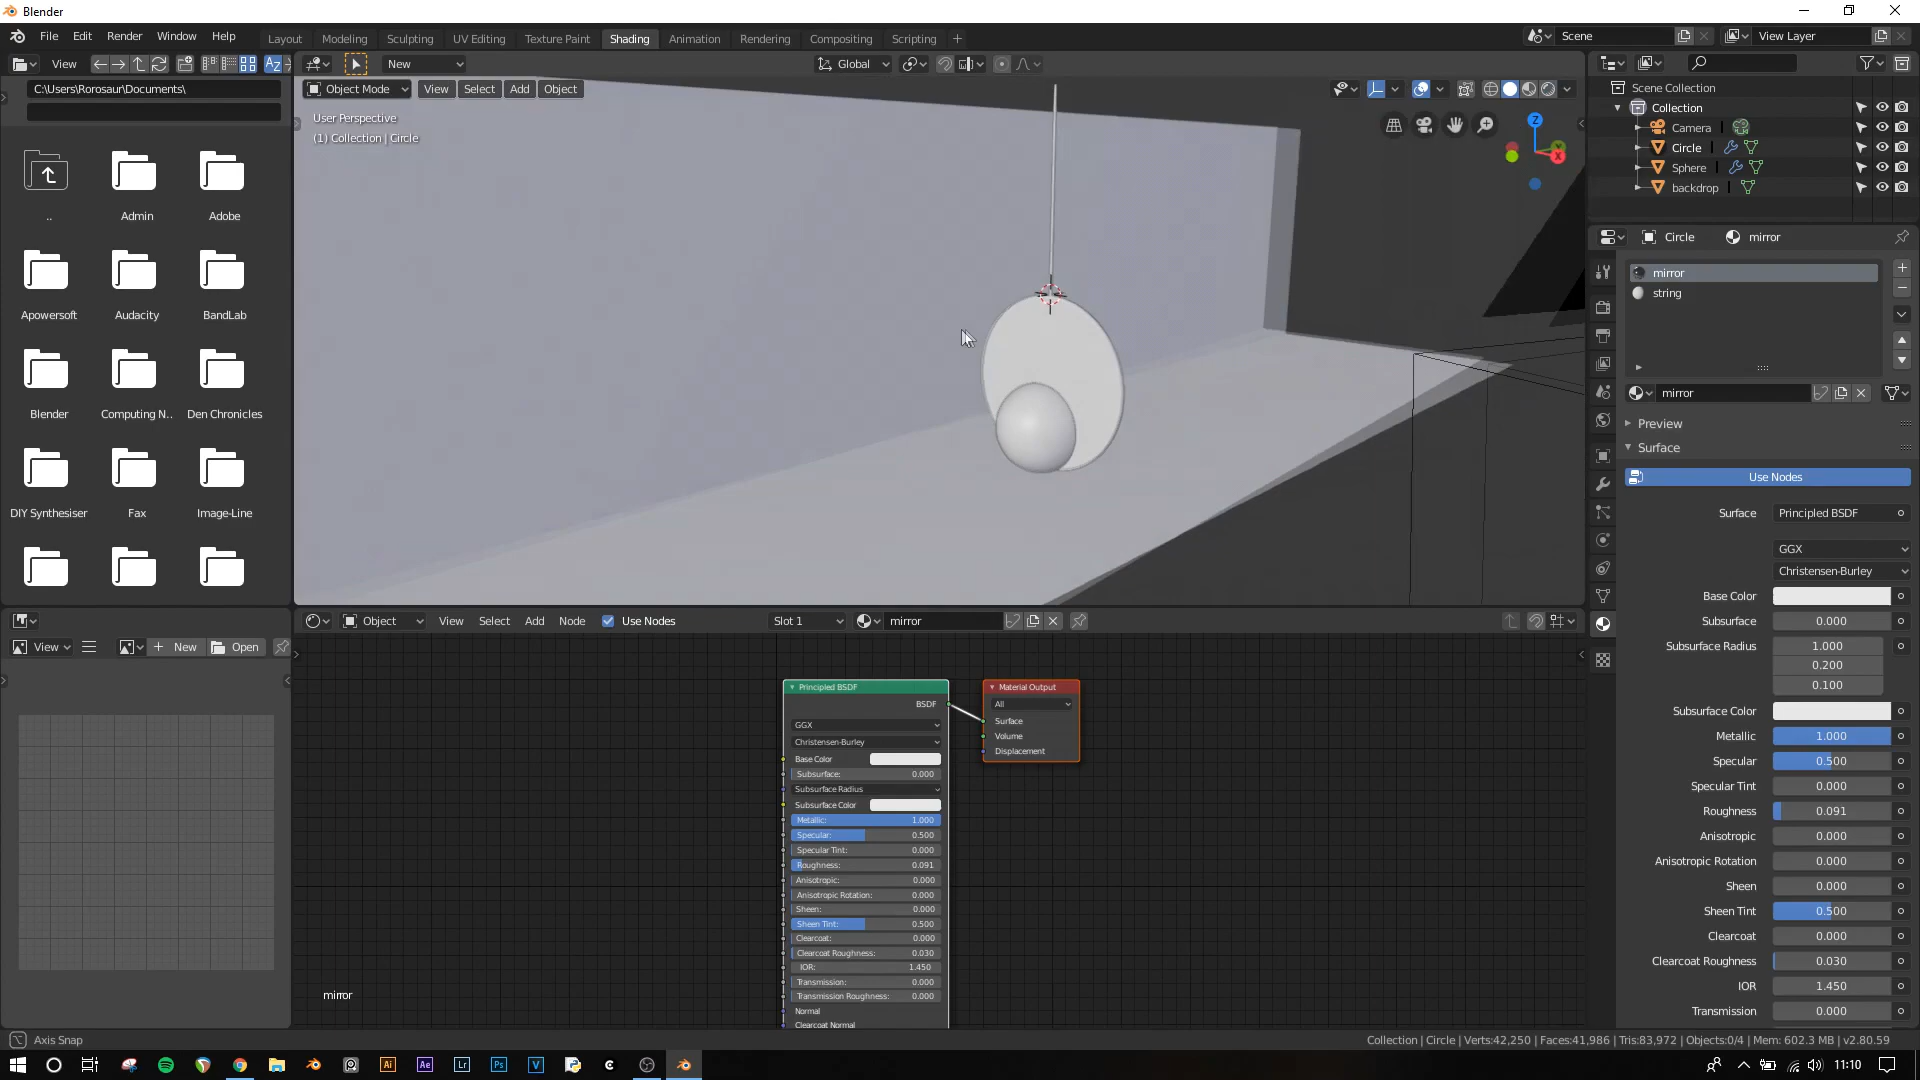 Blender
File Edit Render Window Help
Layout Modeling Sculpting UV Editing Texture Paint Shading Animation Rendering Compositing Scripting
Scene
View Layer
View
New
Global
C:\Users\Rorosaur\Documents\
Object Mode View Select Add Object
User Perspective
(1) Collection | Circle
..
Admin
Adobe
Apowersoft
Audacity
BandLab
Blender
Computing N..
Den Chronicles
DIY Synthesiser
Fax
Image-Line
Z
X
Scene Collection
Collection
Camera
Circle
Sphere
backdrop
Circle
mirror
mirror
string
mirror
Preview
Surface
Use Nodes
Surface Principled BSDF
GGX
Christensen-Burley
Base Color
Subsurface 0.000
Subsurface Radius 1.000
0.200
0.100
Subsurface Color
Metallic 1.000
Specular 0.500
Specular Tint 0.000
Roughness 0.091
Anisotropic 0.000
Anisotropic Rotation 0.000
Sheen 0.000
Sheen Tint 0.500
Clearcoat 0.000
Clearcoat Roughness 0.030
IOR 1.450
Transmission 0.000
View
New
Open
Object View Select Add Node Use Nodes
Slot 1
mirror
Principled BSDF
BSDF
GGX
Christensen-Burley
Base Color
Subsurface: 0.000
Subsurface Radius
Subsurface Color
Metallic: 1.000
Specular: 0.500
Specular Tint: 0.000
Roughness: 0.091
Anisotropic: 0.000
Anisotropic Rotation: 0.000
Sheen: 0.000
Sheen Tint: 0.500
Clearcoat: 0.000
Clearcoat Roughness: 0.030
IOR: 1.450
Transmission: 0.000
Transmission Roughness: 0.000
Normal
Clearcoat Normal
Material Output
All
Surface
Volume
Displacement
mirror
Axis Snap
Collection | Circle | Verts:42,250 | Faces:41,986 | Tris:83,972 | Objects:0/4 | Mem: 602.3 MB | v2.80.59
Ai
Ae
Lr
Ps
V
11:10